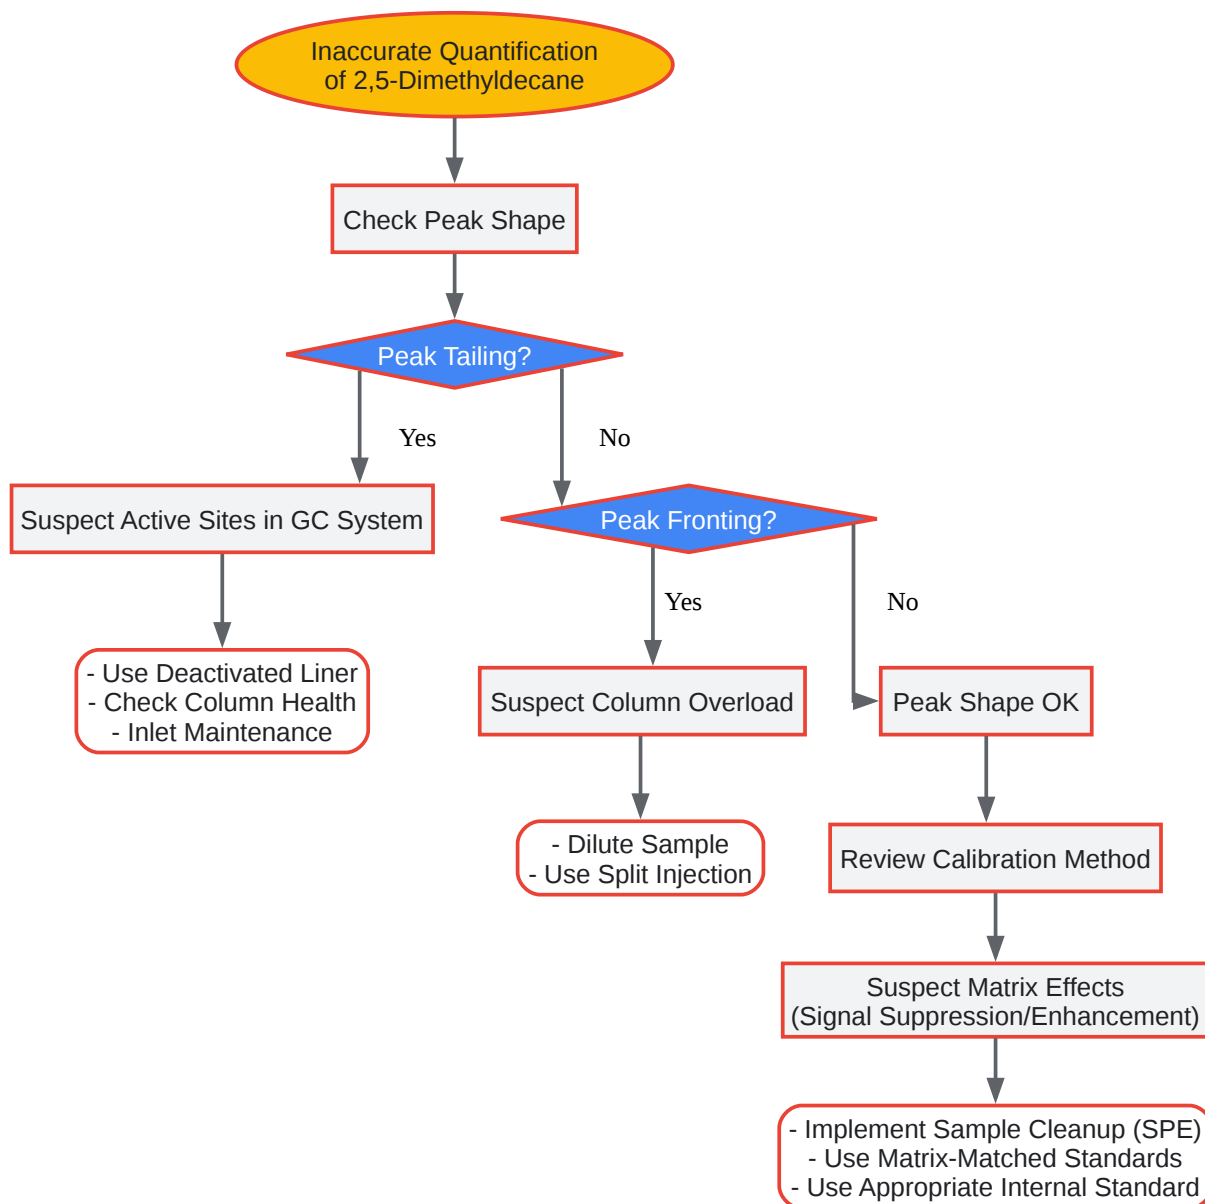 Inaccurate Quantification
of 2,5-Dimethyldecane
Check Peak Shape
Peak Tailing?
Yes
No
Suspect Active Sites in GC System
Peak Fronting?
- Use Deactivated Liner
- Check Column Health
- Inlet Maintenance
Yes
No
Suspect Column Overload
Peak Shape OK
- Dilute Sample
- Use Split Injection
Review Calibration Method
Suspect Matrix Effects
(Signal Suppression/Enhancement)
- Implement Sample Cleanup (SPE)
- Use Matrix-Matched Standards
- Use Appropriate Internal Standard